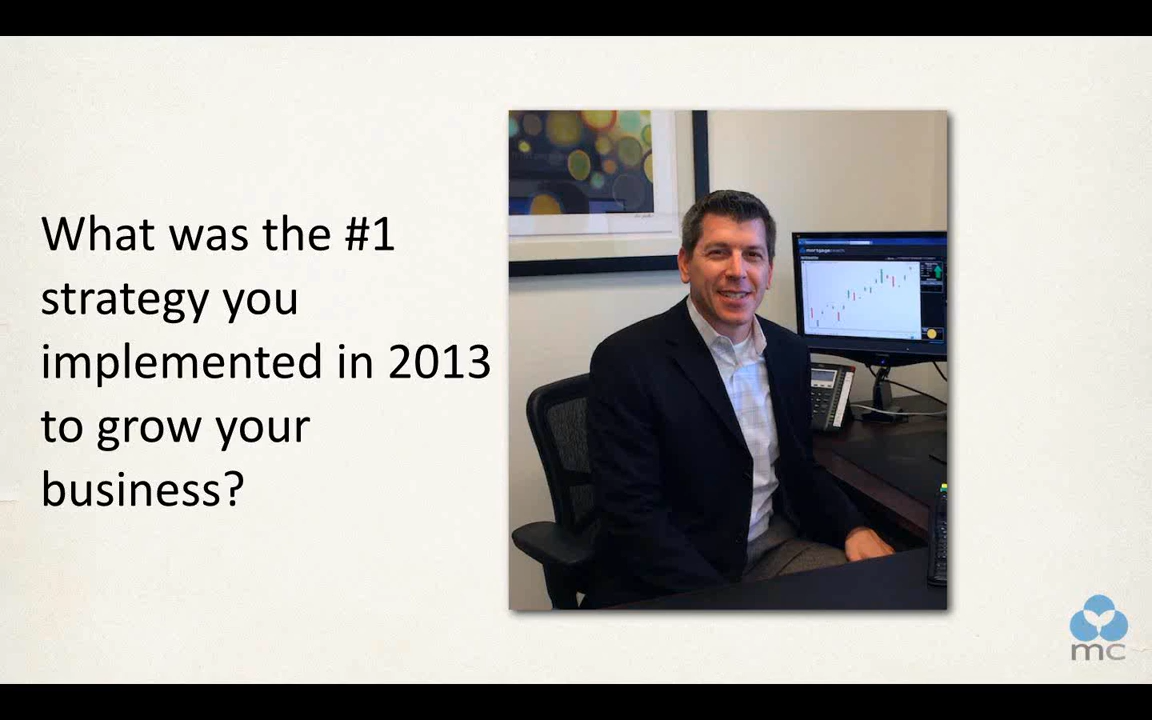 What was the #1
strategy you
implemented in 2013
to grow your
business?
mc